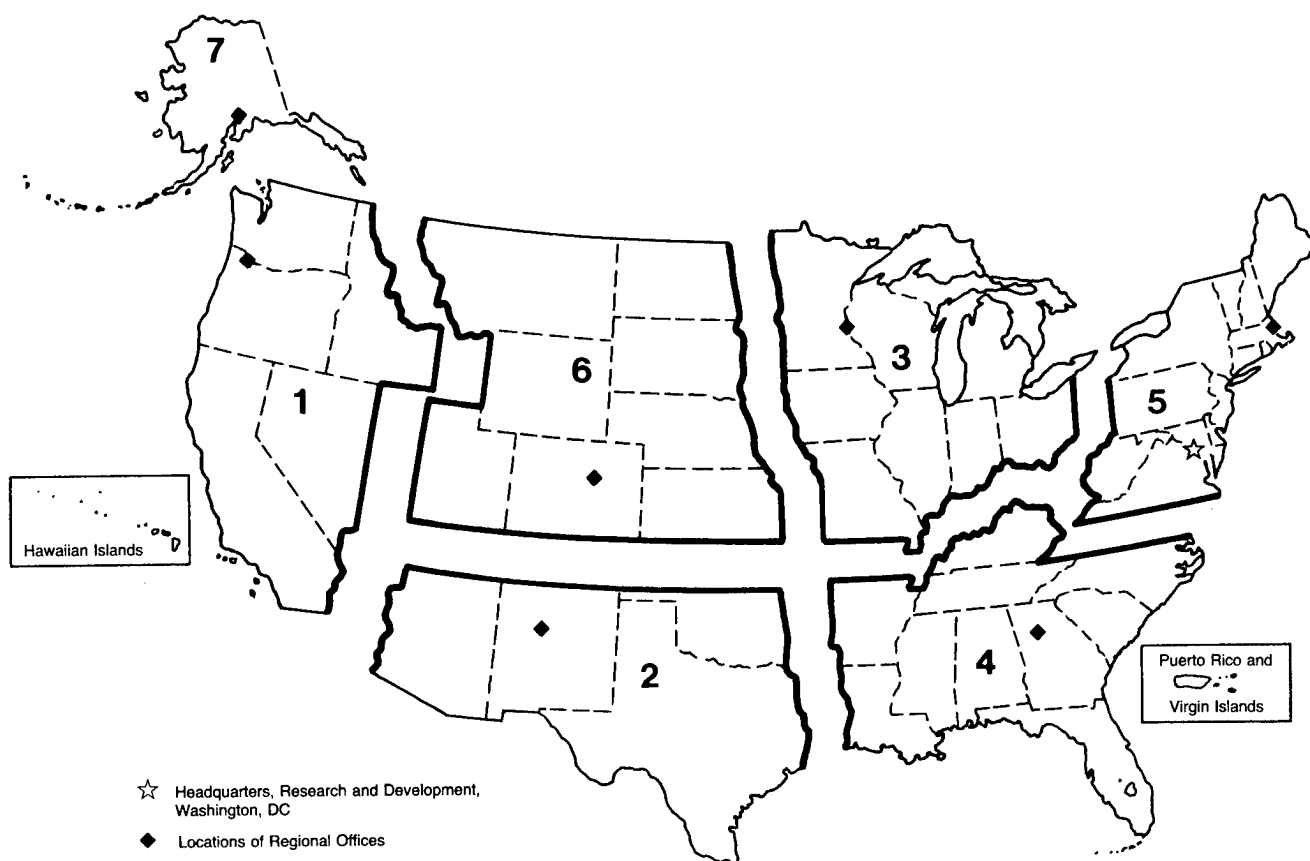 7
1
6
3
5
Hawaiian Islands
2
4
Puerto Rico and
Virgin Islands
☆ Headquarters, Research and Development,
Washington, DC
◆ Locations of Regional Offices